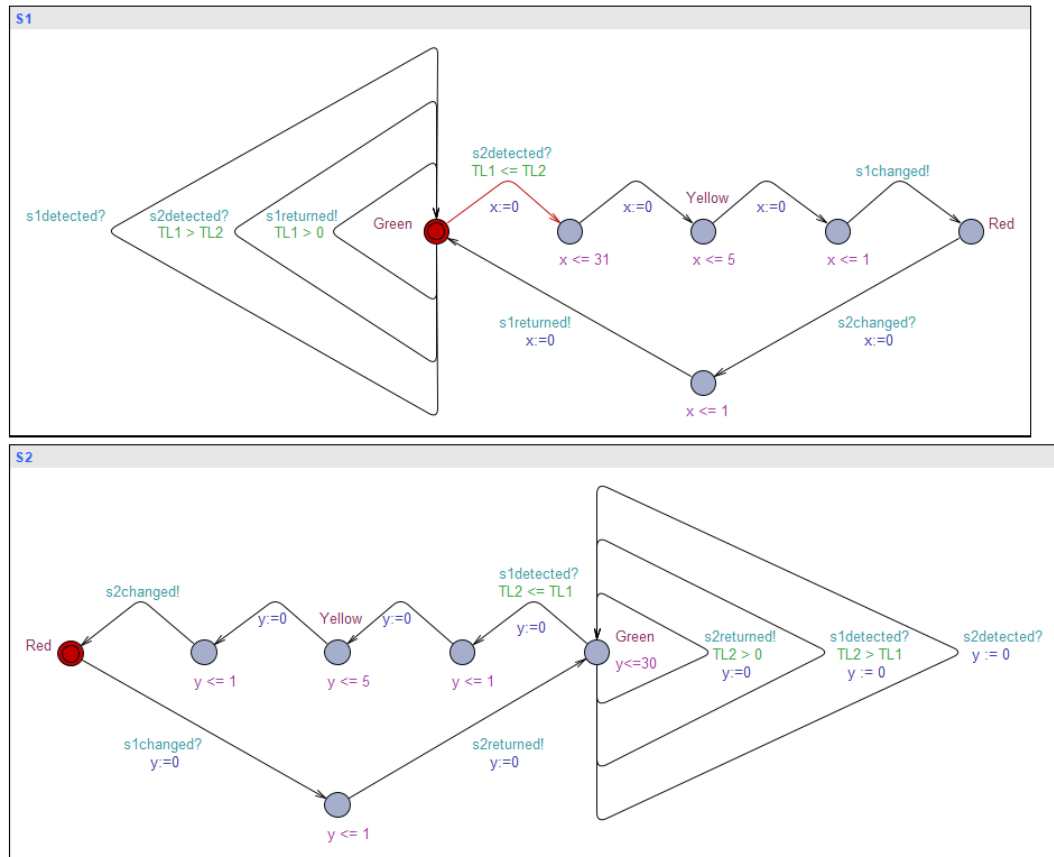 S1
s2detected?
TL1 <= TL2
x:=0
s1detected?
s2detected?
TL1 > TL2
s1returned!
TL1 > 0
Green
x <= 31
x:=0
Yellow
x <= 5
x:=0
x <= 1
s1changed!
Red
s1returned!
x:=0
s2changed?
x:=0
x <= 1
S2
s2changed!
Red
y <= 1
y:=0
Yellow
y <= 5
y:=0
y <= 1
s1detected?
TL2 <= TL1
y:=0
Green
y<=30
s2returned!
TL2 > 0
y:=0
s1detected?
TL2 > TL1
y := 0
s2detected?
y := 0
s1changed?
y:=0
s2returned!
y:=0
y <= 1